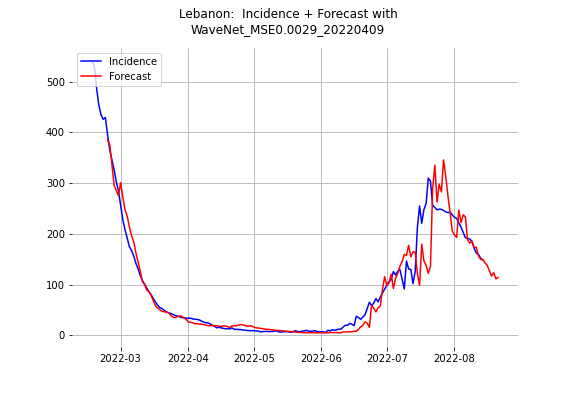 Lebanon:  Incidence + Forecast with
WaveNet_MSE0.0029_20220409
Incidence
Forecast
500
400
300
200
100
0
2022-03 2022-04 2022-05 2022-06 2022-07 2022-08